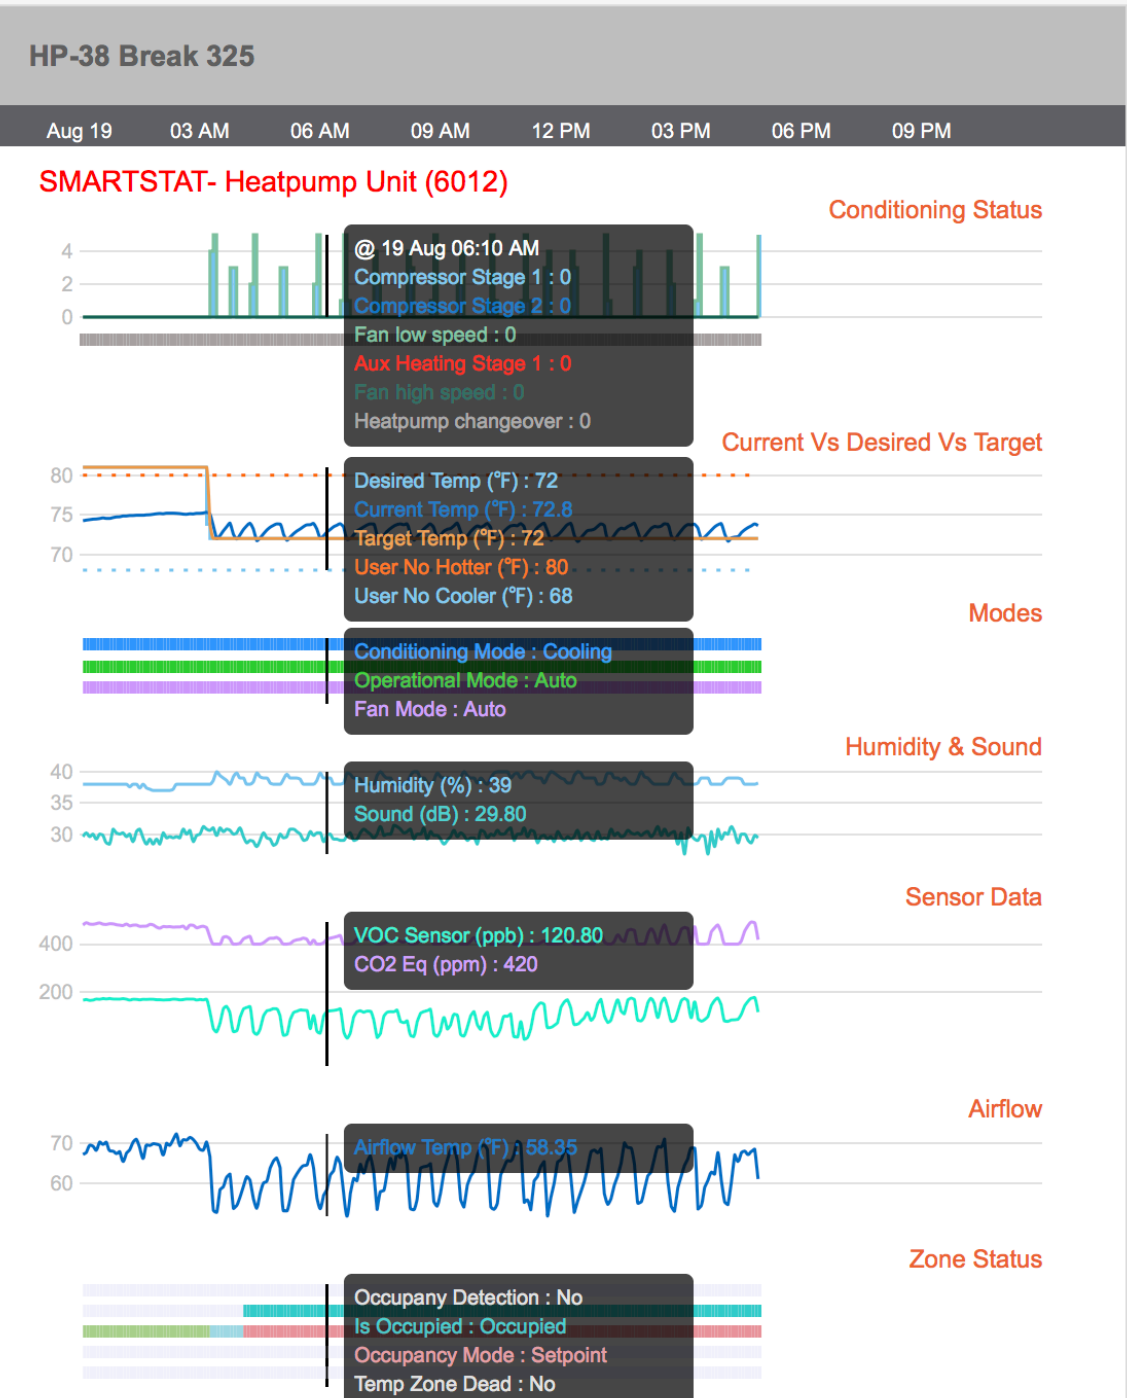 HP-38 Break 325
Aug 19 03 AM 06 AM 09 AM 12 PM 03 PM 06 PM 09 PM
SMARTSTAT- Heatpump Unit (6012)
Conditioning Status
4
2
0
@ 19 Aug 06:10 AM
Compressor Stage 1 : 0
Compressor Stage 2 : 0
Fan low speed : 0
Aux Heating Stage 1 : 0
Fan high speed : 0
Heatpump changeover : 0
Current Vs Desired Vs Target
80
75
70
Desired Temp (°F) : 72
Current Temp (°F) : 72.8
Target Temp (°F) : 72
User No Hotter (°F) : 80
User No Cooler (°F) : 68
Modes
Conditioning Mode : Cooling
Operational Mode : Auto
Fan Mode : Auto
Humidity & Sound
40
35
30
Humidity (%) : 39
Sound (dB) : 29.80
Sensor Data
400
200
VOC Sensor (ppb) : 120.80
CO2 Eq (ppm) : 420
Airflow
70
60
Airflow Temp (°F) : 58.35
Zone Status
Occupany Detection : No
Is Occupied : Occupied
Occupancy Mode : Setpoint
Temp Zone Dead : No